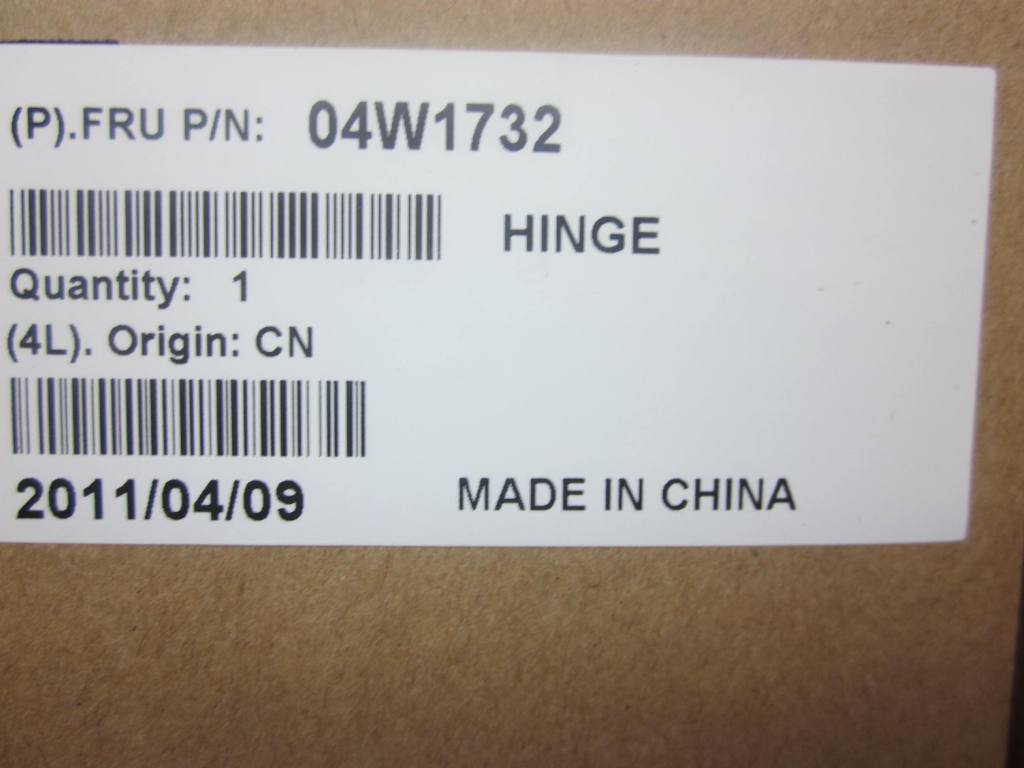 (P).FRU P/N: 04W1732
HINGE
Quantity: 1
(4L). Origin: CN
2011/04/09 MADE IN CHINA